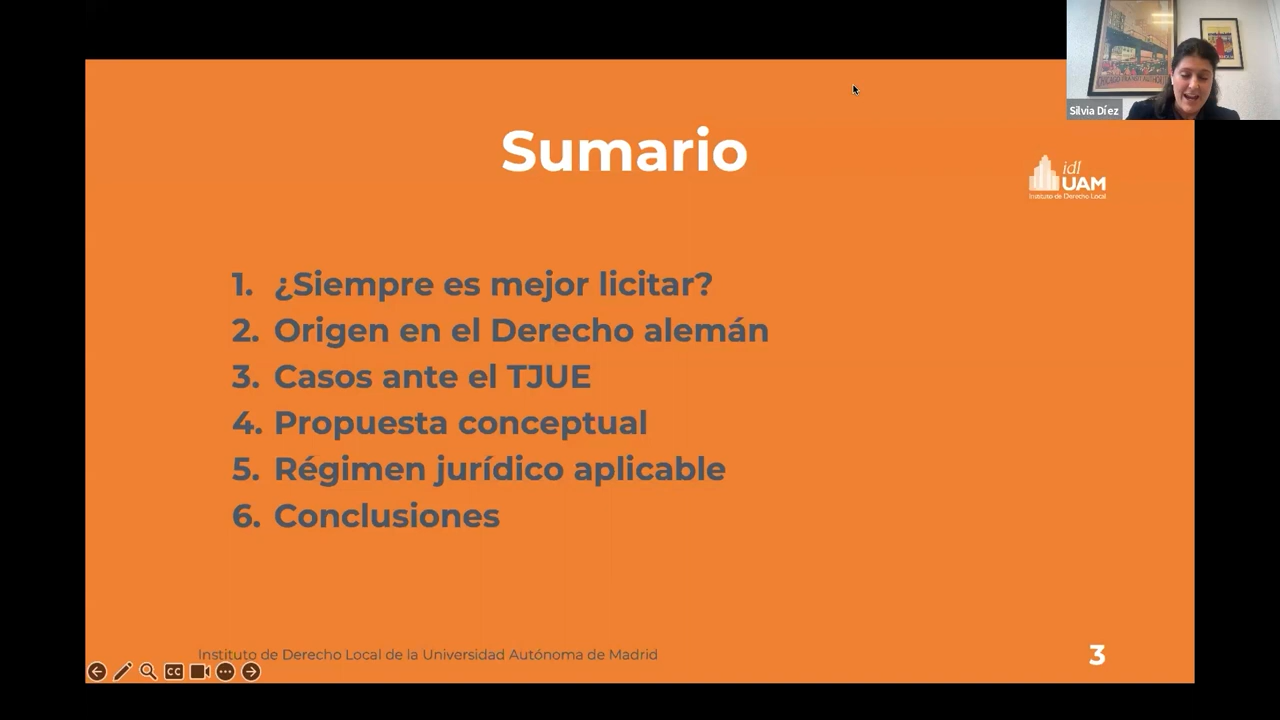 Silvia Díez
Sumario
idl
UAM
Instituto de Derecho Local
1. ¿Siempre es mejor licitar?
2. Origen en el Derecho alemán
3. Casos ante el TJUE
4. Propuesta conceptual
5. Régimen jurídico aplicable
6. Conclusiones
Instituto de Derecho Local de la Universidad Autónoma de Madrid
3
CC